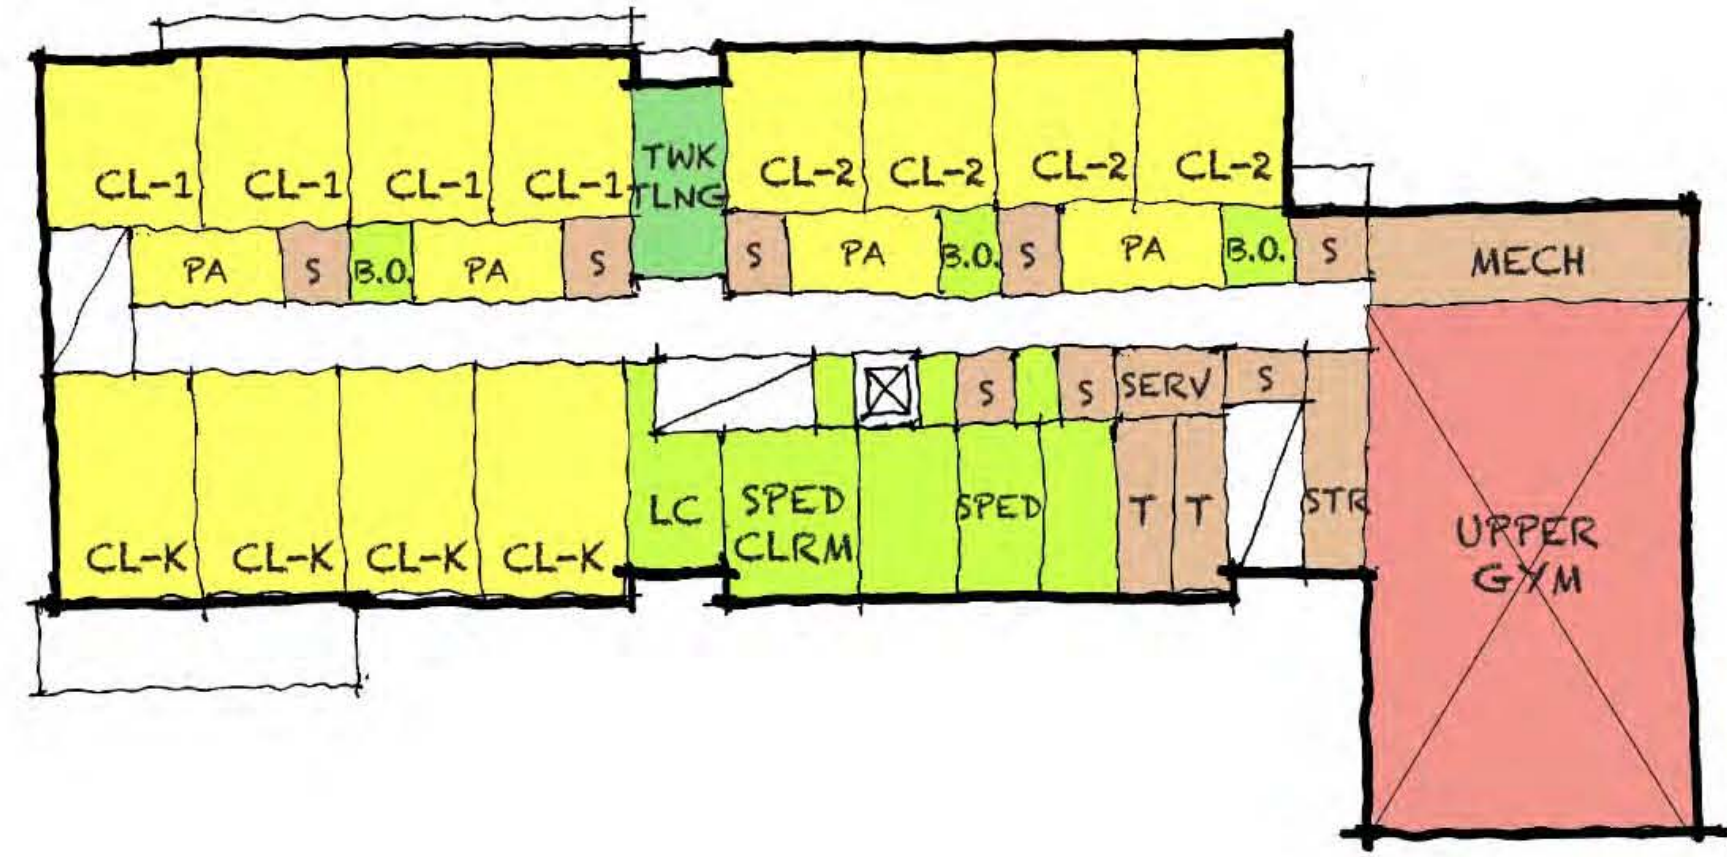 CL-1 CL-1 CL-1 CL-1 TWK TLNG CL-2 CL-2 CL-2 CL-2
PA S B.O. PA S S PA B.O. S PA B.O. S MECH
S S SERV S
CL-K CL-K CL-K CL-K LC SPED CLRM SPED T T STR UPPER GYM